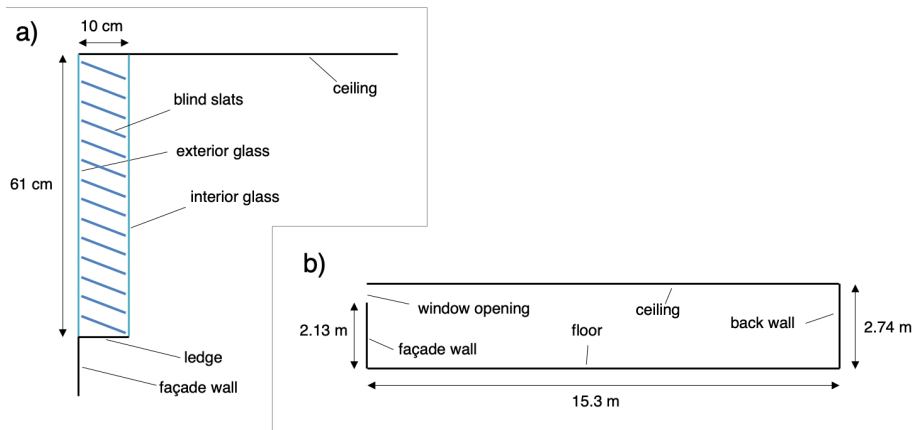 a)
10 cm
ceiling
blind slats
exterior glass
61 cm
interior glass
ledge
façade wall
b)
window opening
ceiling
2.13 m
floor
back wall
2.74 m
façade wall
15.3 m